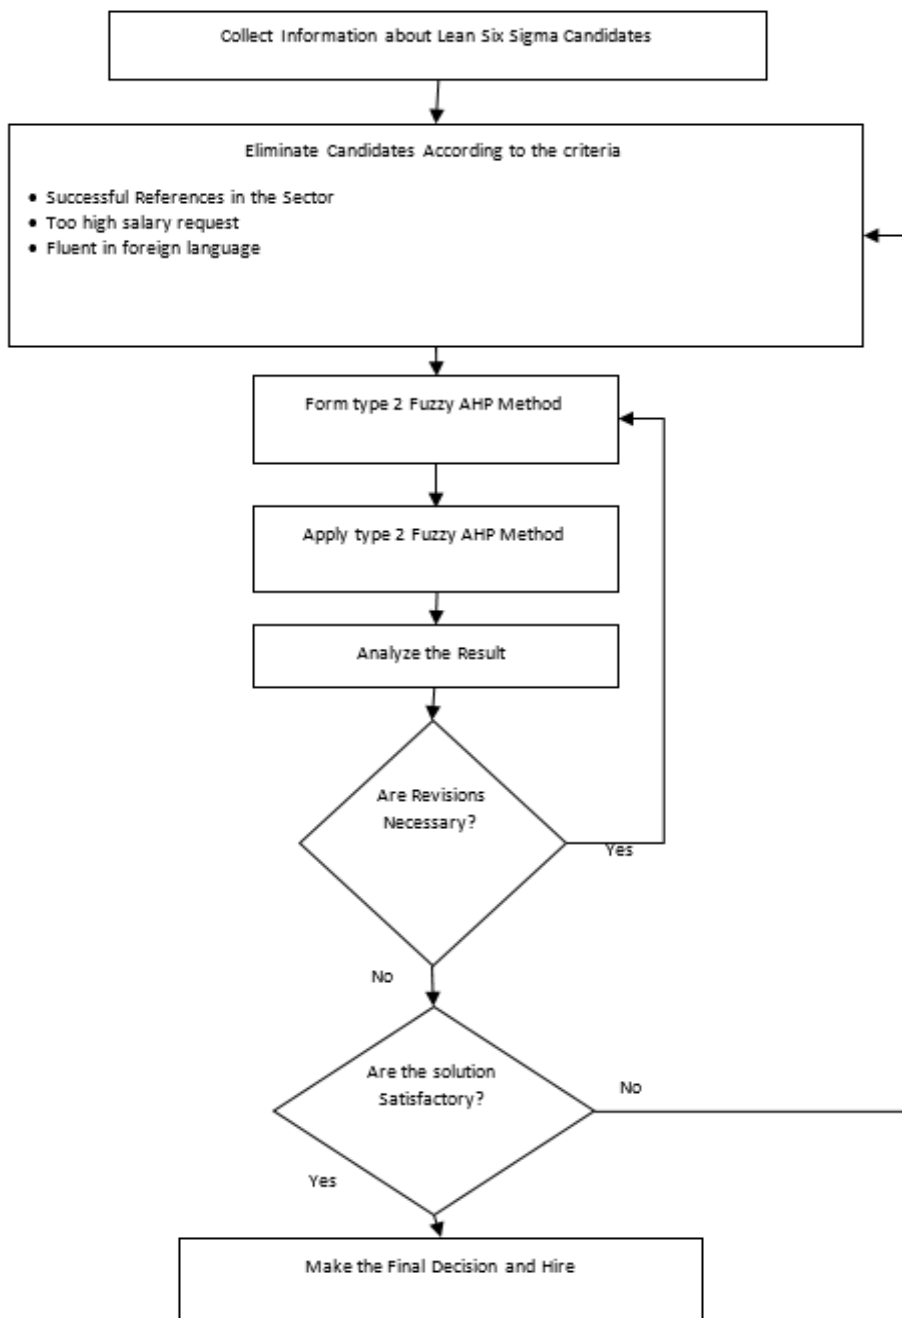 Collect Information about Lean Six Sigma Candidates
Eliminate Candidates According to the criteria
• Successful References in the Sector
• Too high salary request
• Fluent in foreign language
Form type 2 Fuzzy AHP Method
Apply type 2 Fuzzy AHP Method
Analyze the Result
Are Revisions
Necessary?
Yes
No
Are the solution
Satisfactory?
No
Yes
Make the Final Decision and Hire